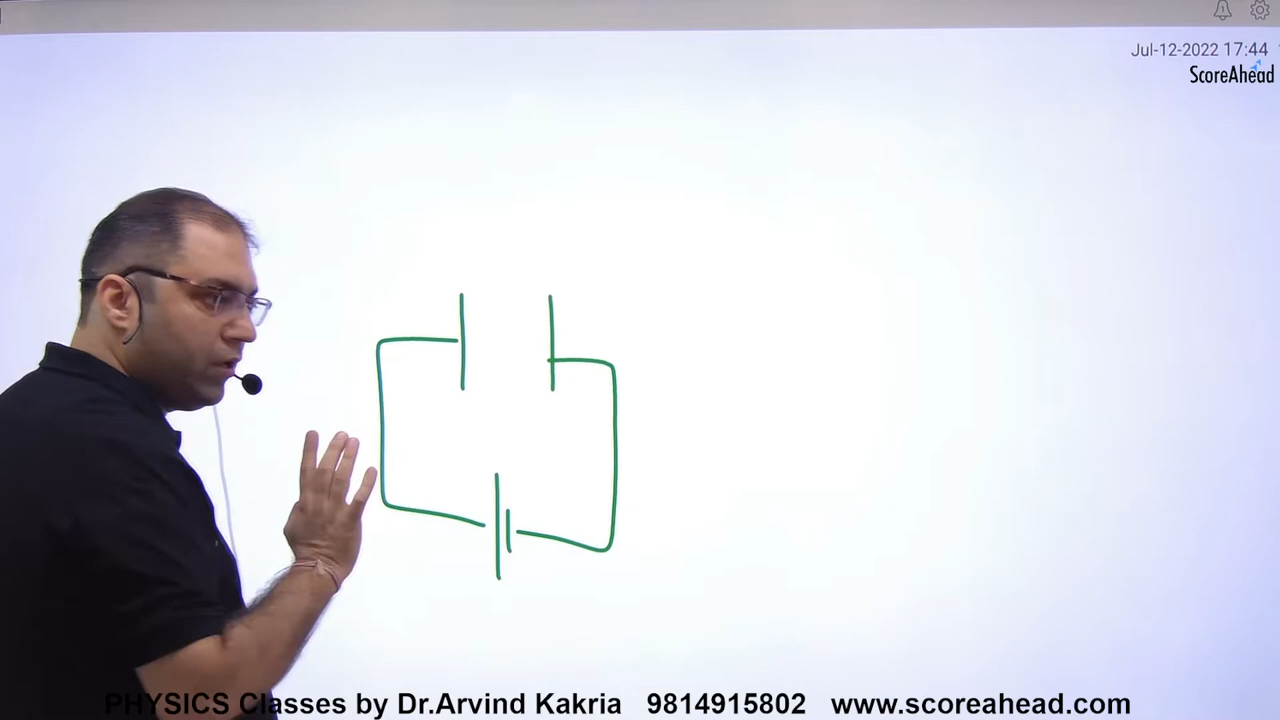 Jul-12-2022 17:44
ScoreAhead
PHYSICS Classes by Dr.Arvind Kakria 9814915802 www.scoreahead.com